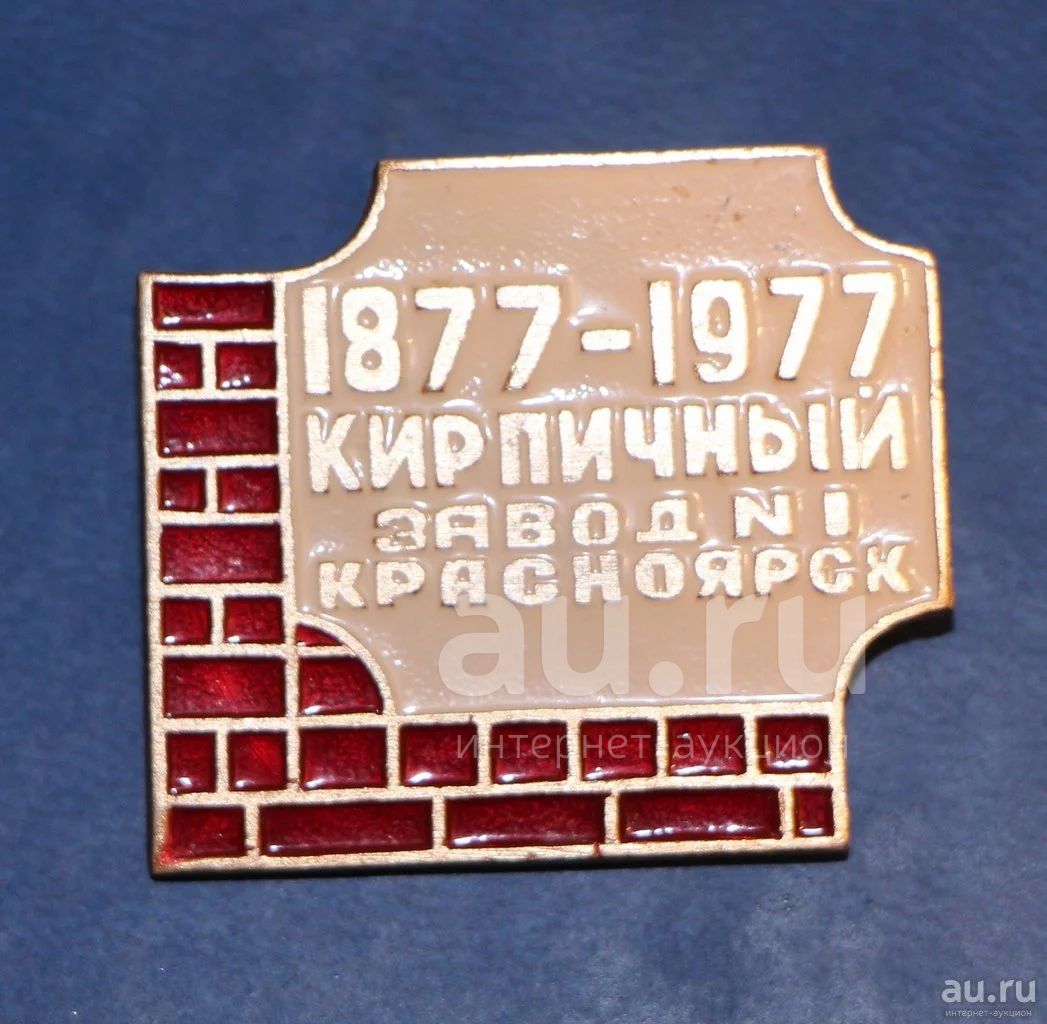 1877-1977
КИРПИЧНЫЙ
ЗАВОД N1
КРАСНОЯРСК
au.ru
интернет-аукцион
au.ru
интернет-аукцион